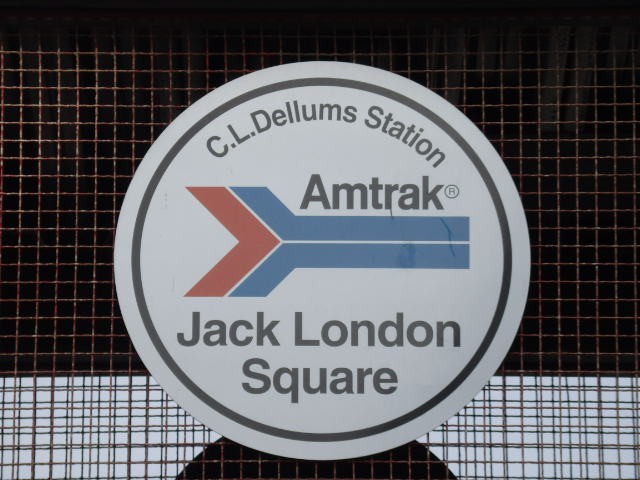 C.L.Dellums Station
Amtrak®
Jack London
Square